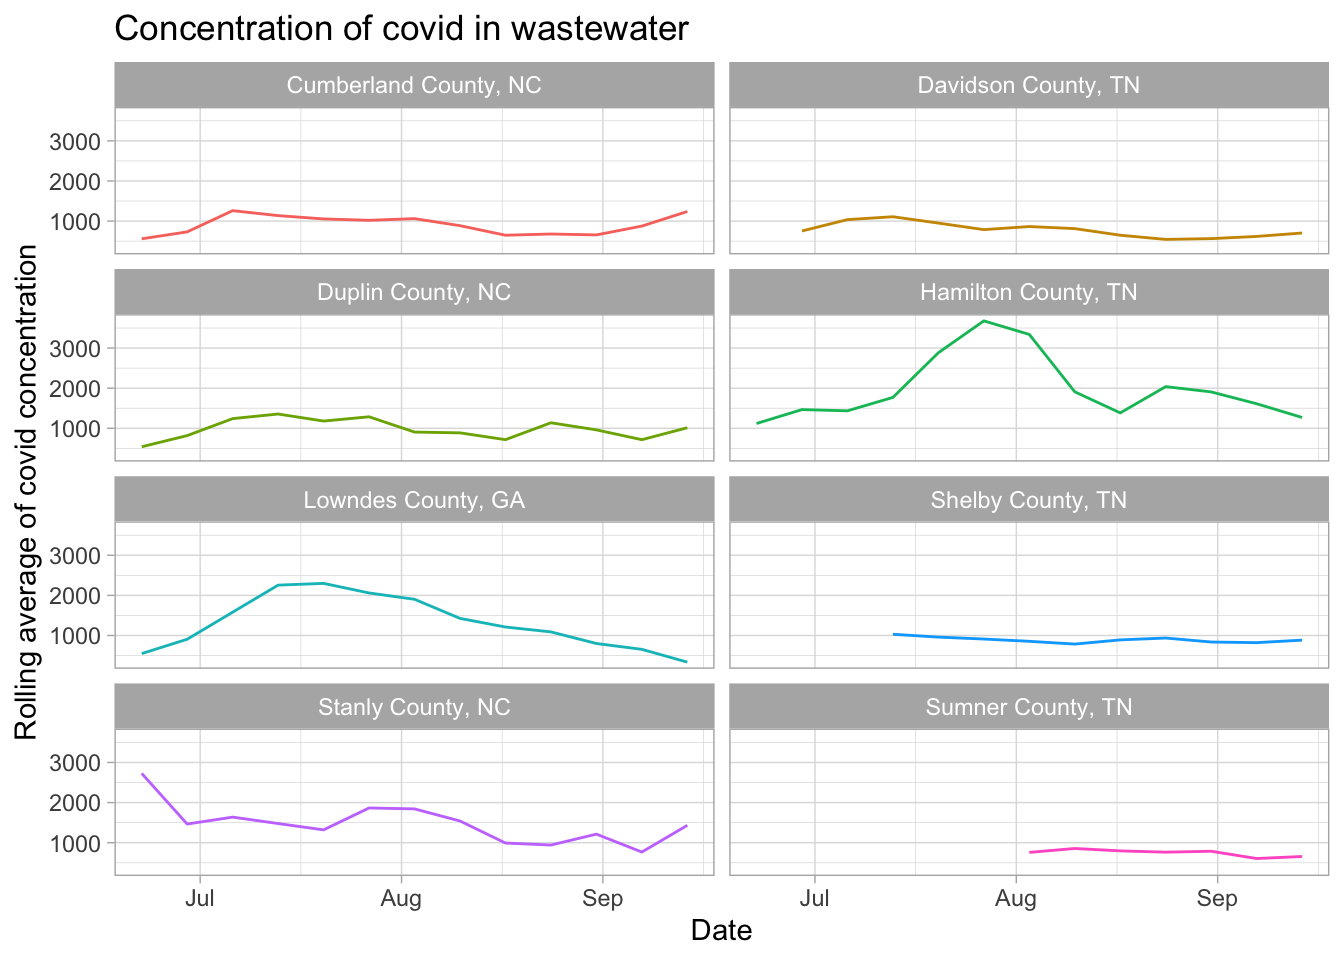 Concentration of covid in wastewater
Cumberland County, NC
Davidson County, TN
3000
2000
1000
Duplin County, NC
Hamilton County, TN
3000
2000
1000
Lowndes County, GA
Shelby County, TN
3000
2000
1000
Stanly County, NC
Sumner County, TN
3000
2000
1000
Rolling average of covid concentration
Jul Aug Sep Jul Aug Sep
Date